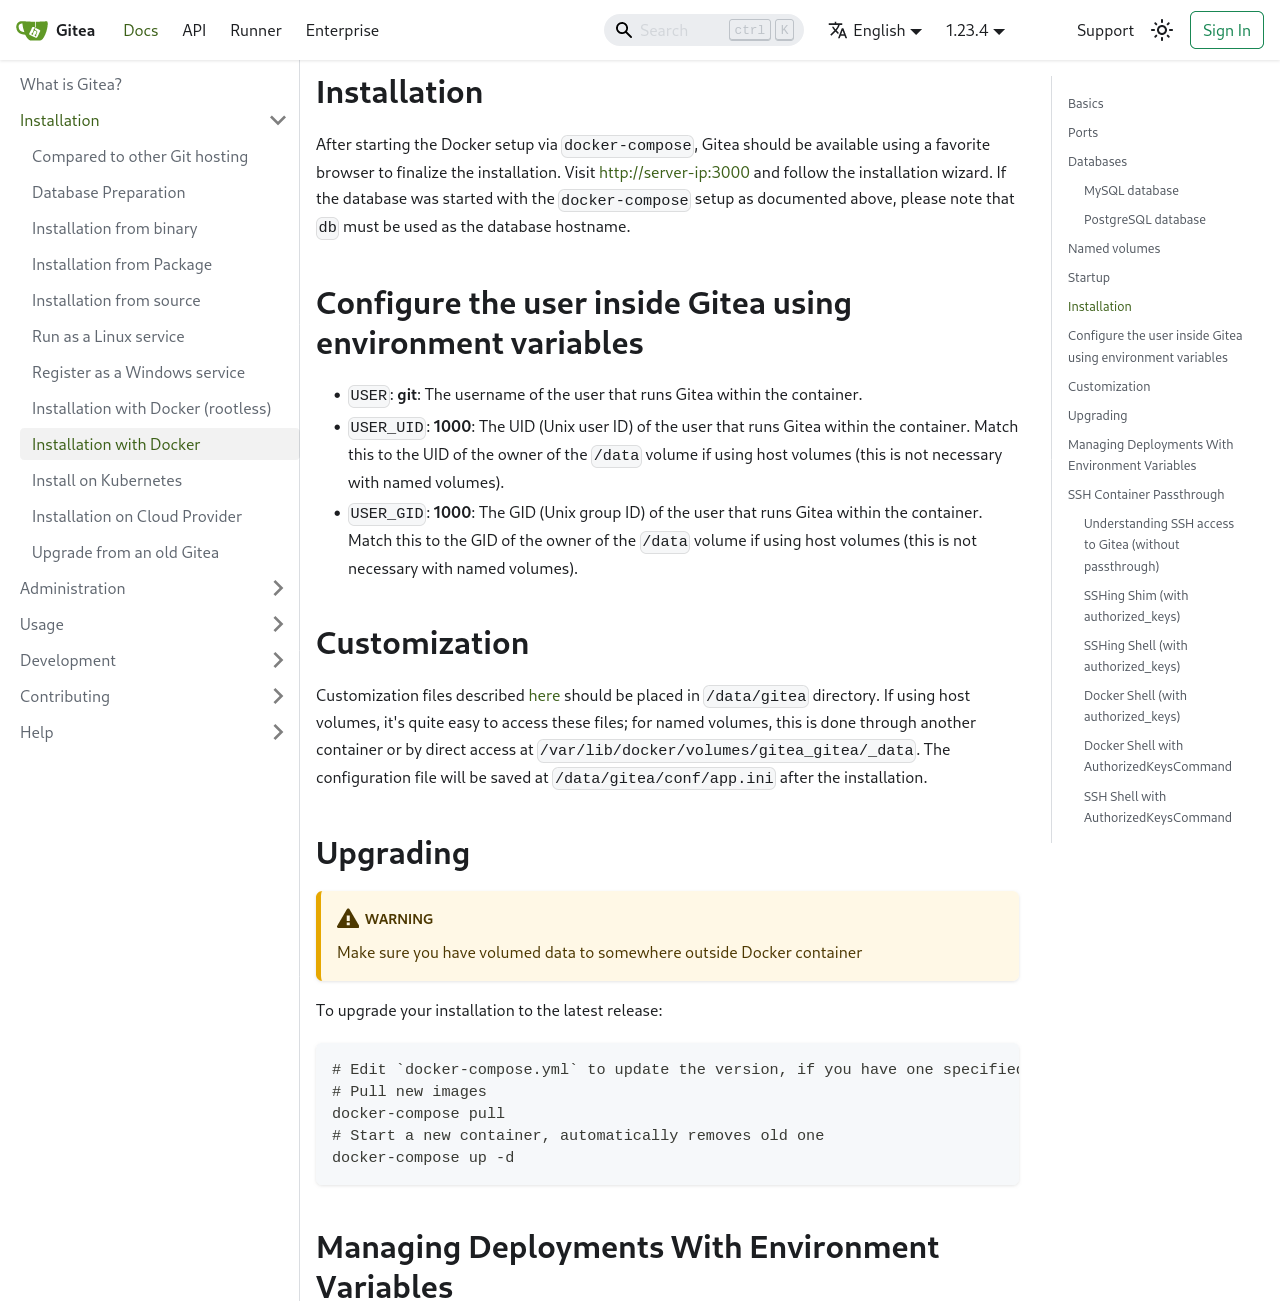 Gitea
Docs
API
Runner
Enterprise
Search
ctrl
K
English
1.23.4
Support
Sign In
What is Gitea?
Installation
Compared to other Git hosting
Database Preparation
Installation from binary
Installation from Package
Installation from source
Run as a Linux service
Register as a Windows service
Installation with Docker (rootless)
Installation with Docker
Install on Kubernetes
Installation on Cloud Provider
Upgrade from an old Gitea
Administration
Usage
Development
Contributing
Help
Installation
After starting the Docker setup via docker-compose, Gitea should be available using a favorite
browser to finalize the installation. Visit http://server-ip:3000 and follow the installation wizard. If
the database was started with the docker-compose setup as documented above, please note that
db must be used as the database hostname.
Configure the user inside Gitea using
environment variables
• USER: git: The username of the user that runs Gitea within the container.
• USER_UID: 1000: The UID (Unix user ID) of the user that runs Gitea within the container. Match
this to the UID of the owner of the /data volume if using host volumes (this is not necessary
with named volumes).
• USER_GID: 1000: The GID (Unix group ID) of the user that runs Gitea within the container.
Match this to the GID of the owner of the /data volume if using host volumes (this is not
necessary with named volumes).
Customization
Customization files described here should be placed in /data/gitea directory. If using host
volumes, it's quite easy to access these files; for named volumes, this is done through another
container or by direct access at /var/lib/docker/volumes/gitea_gitea/_data. The
configuration file will be saved at /data/gitea/conf/app.ini after the installation.
Upgrading
WARNING
Make sure you have volumed data to somewhere outside Docker container
To upgrade your installation to the latest release:
# Edit `docker-compose.yml` to update the version, if you have one specified
# Pull new images
docker-compose pull
# Start a new container, automatically removes old one
docker-compose up -d
Managing Deployments With Environment
Variables
Basics
Ports
Databases
MySQL database
PostgreSQL database
Named volumes
Startup
Installation
Configure the user inside Gitea
using environment variables
Customization
Upgrading
Managing Deployments With
Environment Variables
SSH Container Passthrough
Understanding SSH access
to Gitea (without
passthrough)
SSHing Shim (with
authorized_keys)
SSHing Shell (with
authorized_keys)
Docker Shell (with
authorized_keys)
Docker Shell with
AuthorizedKeysCommand
SSH Shell with
AuthorizedKeysCommand